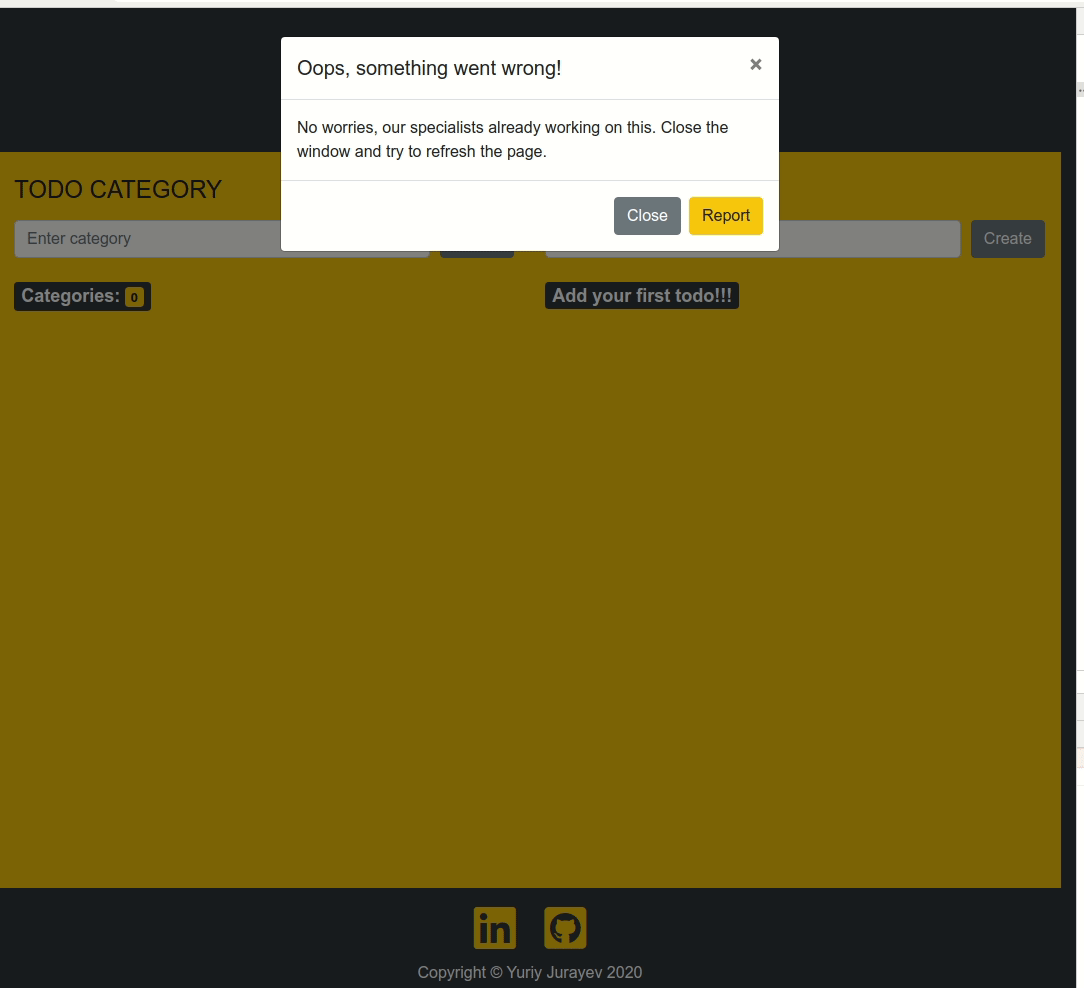 Oops, something went wrong!
×
No worries, our specialists already working on this. Close the
window and try to refresh the page.
Close
Report
TODO CATEGORY
Enter category
Create
Categories: 0
Add your first todo!!!
in
Copyright © Yuriy Jurayev 2020